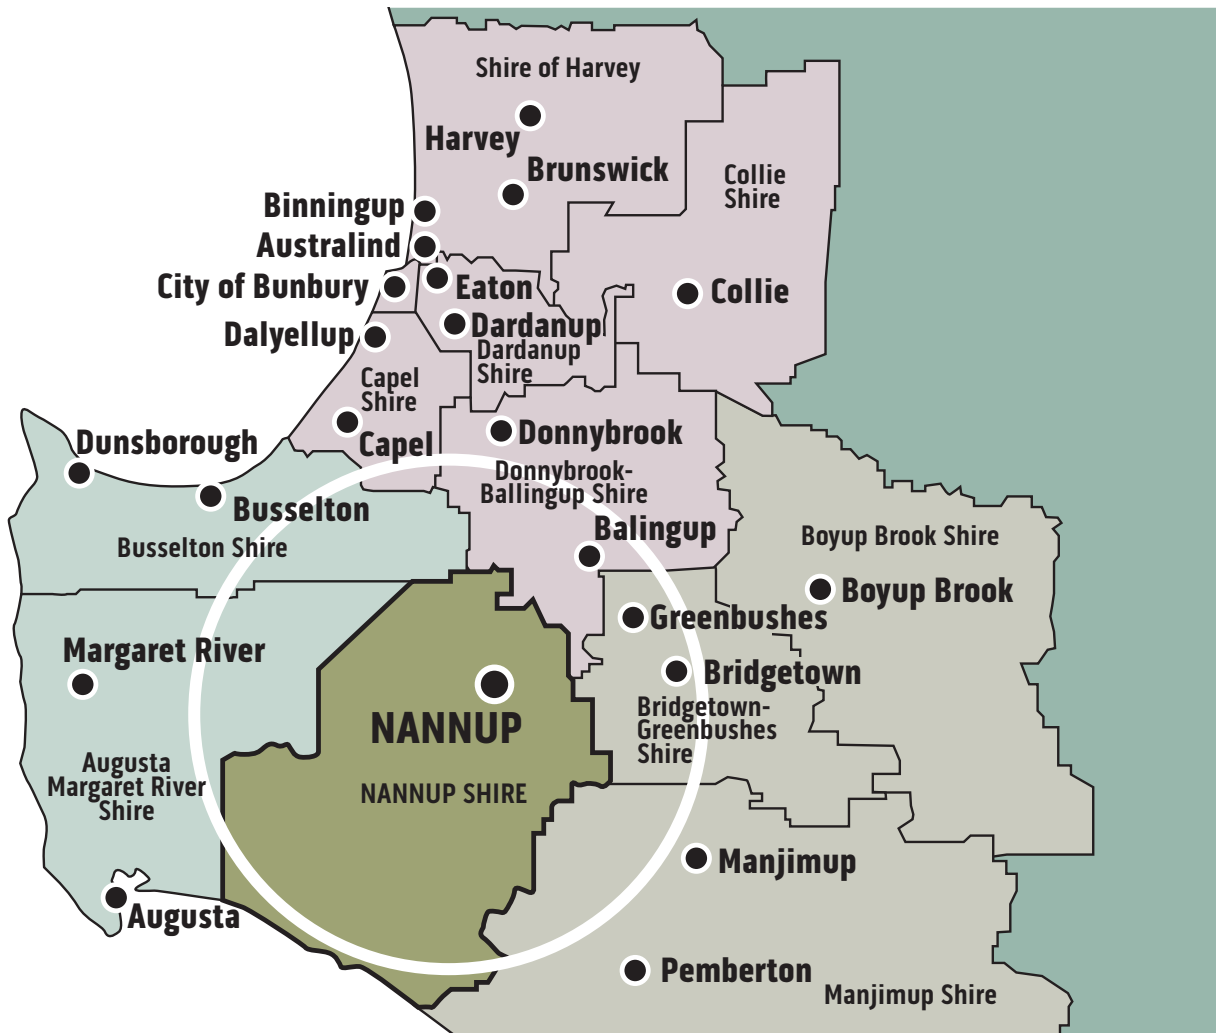 Shire of Harvey
Harvey
Brunswick
Collie
Shire
Binningup
Australind
City of Bunbury
Eaton
Collie
Dalyellup
Dardanup
Dardanup
Shire
Capel
Shire
Capel
Donnybrook
Dunsborough
Donnybrook-
Ballingup Shire
Busselton
Balingup
Busselton Shire
Boyup Brook Shire
Boyup Brook
Greenbushes
Margaret River
Bridgetown
NANNUP
Bridgetown-
Greenbushes
Shire
Augusta
Margaret River
Shire
NANNUP SHIRE
Manjimup
Augusta
Pemberton
Manjimup Shire